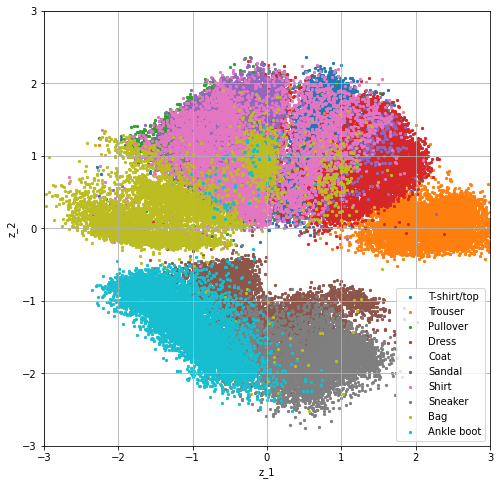 3
2
1
0
−1
−2
−3
z_2
−3
−2
−1
0
1
2
3
z_1
T-shirt/top
Trouser
Pullover
Dress
Coat
Sandal
Shirt
Sneaker
Bag
Ankle boot